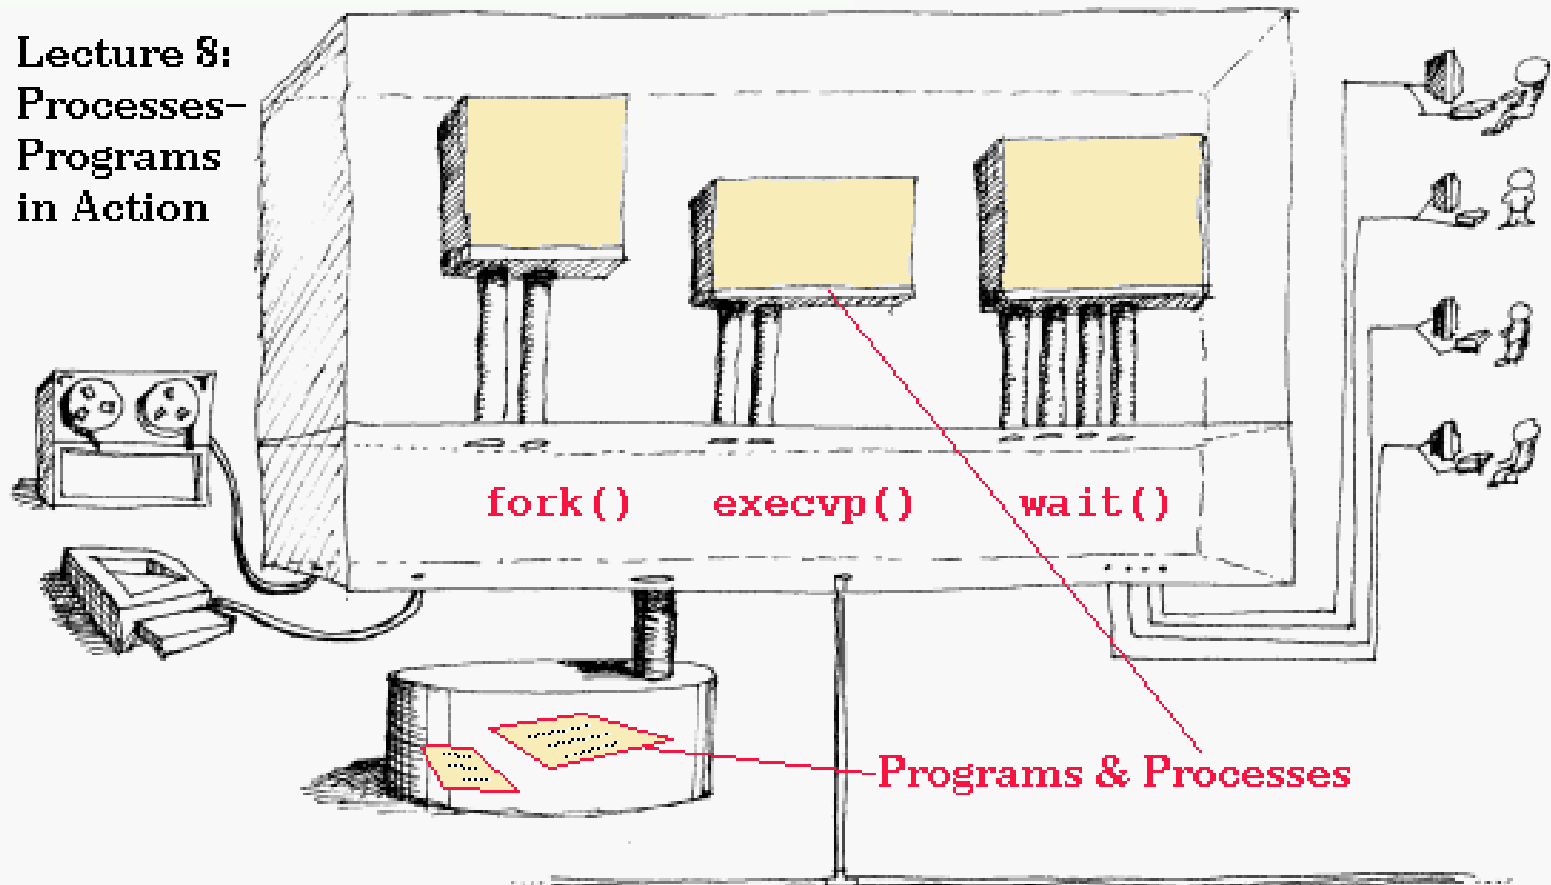 Lecture 8:
Processes–
Programs
in Action
fork() execvp() wait()
Programs & Processes